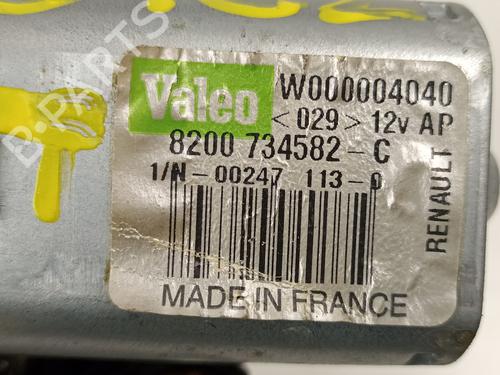 Valeo
W000004040
<029> 12v AP
8200 734582-C
1/N-00247 113-0
RENAULT
MADE IN FRANCE
B-PARTS